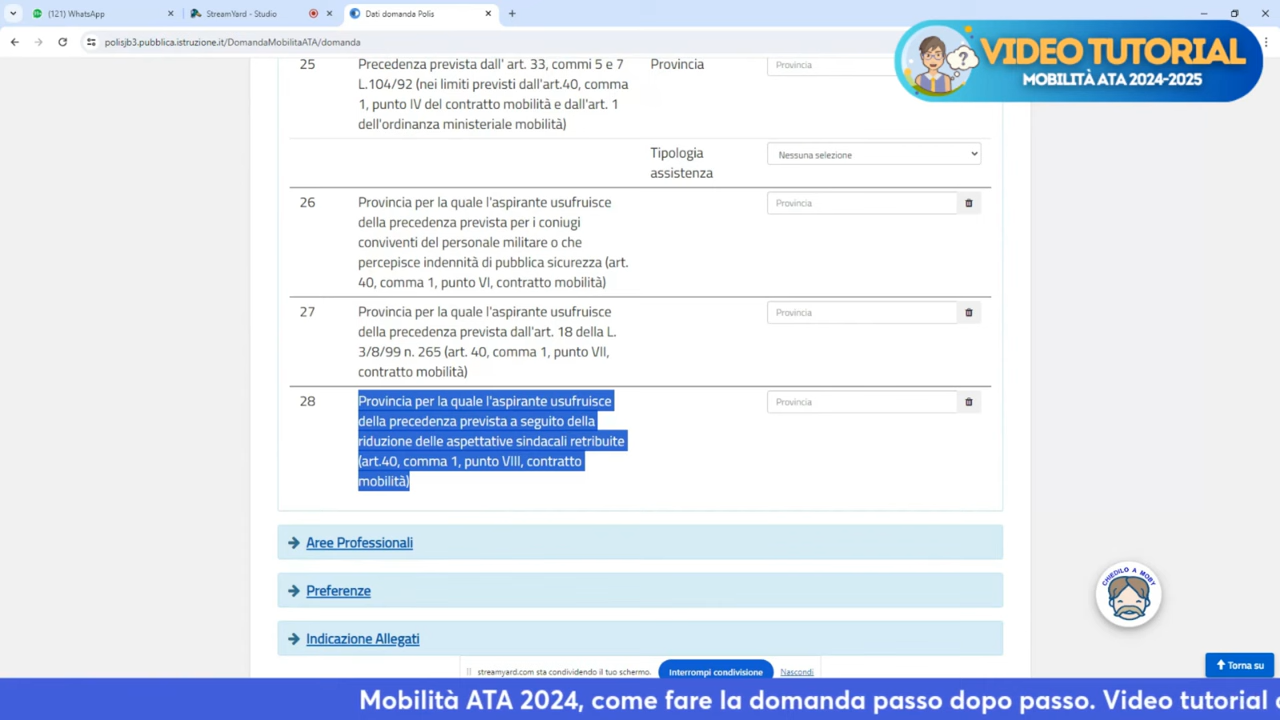 (121) WhatsApp
StreamYard - Studio
Dati domanda Polis
polisjb3.pubblica.istruzione.it/DomandaMobilitaATA/domanda
VIDEO TUTORIAL
MOBILITÀ ATA 2024-2025
25
Precedenza prevista dall' art. 33, commi 5 e 7
L.104/92 (nei limiti previsti dall'art.40, comma
1, punto IV del contratto mobilità e dall'art. 1
dell'ordinanza ministeriale mobilità)
Provincia
Provincia
Tipologia
assistenza
Nessuna selezione
26
Provincia per la quale l'aspirante usufruisce
della precedenza prevista per i coniugi
conviventi del personale militare o che
percepisce indennità di pubblica sicurezza (art.
40, comma 1, punto VI, contratto mobilità)
Provincia
27
Provincia per la quale l'aspirante usufruisce
della precedenza prevista dall'art. 18 della L.
3/8/99 n. 265 (art. 40, comma 1, punto VII,
contratto mobilità)
Provincia
28
Provincia per la quale l'aspirante usufruisce
della precedenza prevista a seguito della
riduzione delle aspettative sindacali retribuite
(art.40, comma 1, punto VIII, contratto
mobilità)
Provincia
Aree Professionali
Preferenze
Indicazione Allegati
CHIEDILO A MOBY
streamyard.com sta condividendo il tuo schermo.
Interrompi condivisione
Nascondi
Torna su
Mobilità ATA 2024, come fare la domanda passo dopo passo. Video tutorial